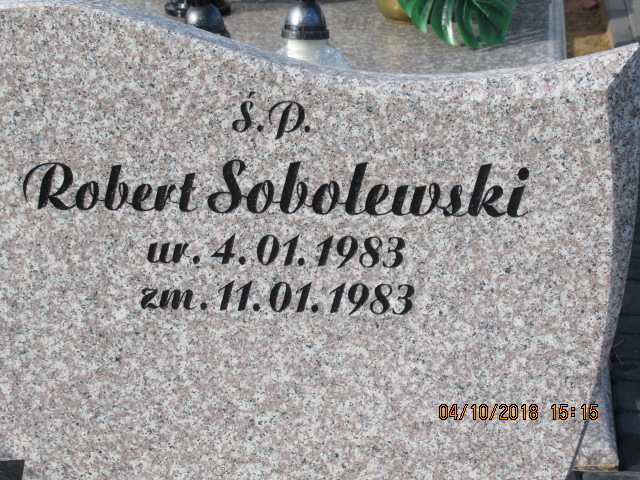 Ś.P.
Robert Sobolewski
ur. 4.01.1983
zm. 11.01.1983
04/10/2018 15:15